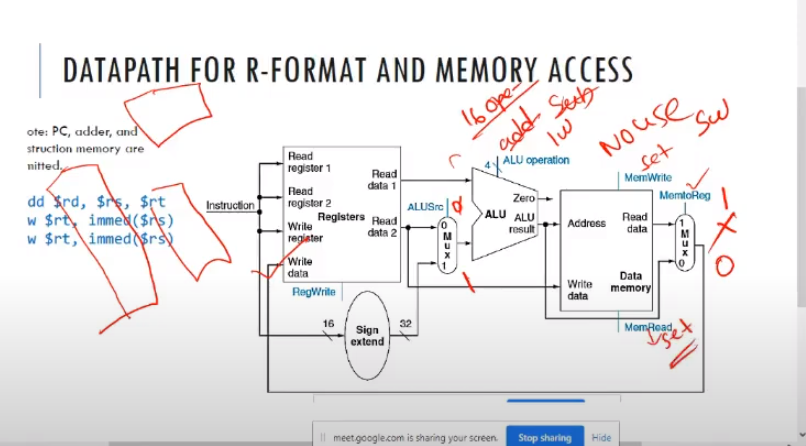 DATAPATH FOR R-FORMAT AND MEMORY ACCESS
ote: PC, adder, and
struction memory are
nitted.
dd $rd, $rs, $rt
w $rt, immed($rs)
w $rt, immed($rs)
16 ope-
add sub
lw
No use sw
set
4 ALU operation
MemWrite
MemtoReg
1
X
0
Instruction
Read
register 1
Read
register 2
Write
register
Write
data
Registers
Read
data 1
Read
data 2
RegWrite
ALUSrc
0
0
M
u
x
1
1
16
Sign
extend
32
Zero
ALU
ALU
result
Address
Read
data
Write
data
Data
memory
1
M
u
x
0
MemRead
set
meet.google.com is sharing your screen.
Stop sharing
Hide